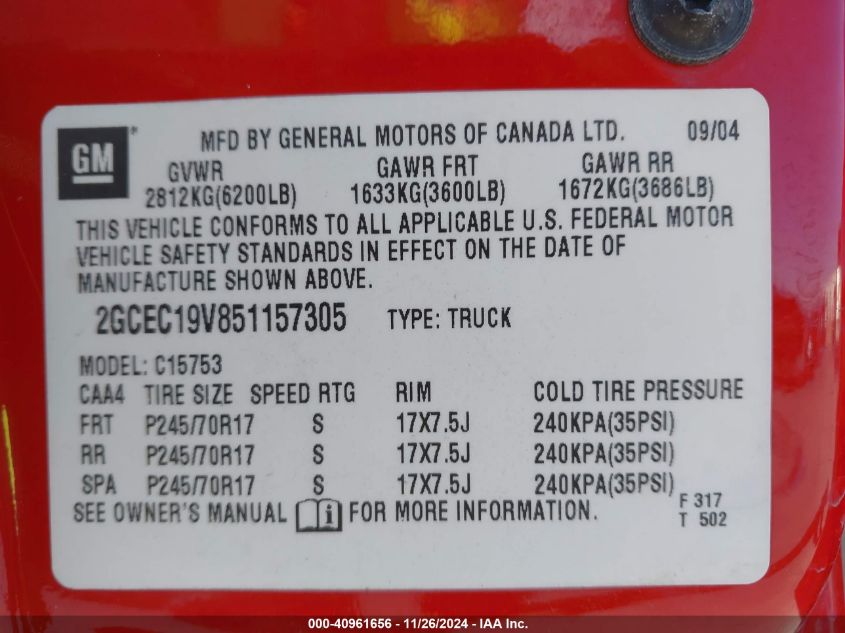 GM® MFD BY GENERAL MOTORS OF CANADA LTD. 09/04
GVWR GAWR FRT GAWR RR
2812KG(6200LB) 1633KG(3600LB) 1672KG(3686LB)
THIS VEHICLE CONFORMS TO ALL APPLICABLE U.S. FEDERAL MOTOR
VEHICLE SAFETY STANDARDS IN EFFECT ON THE DATE OF
MANUFACTURE SHOWN ABOVE.
2GCEC19V851157305 TYPE: TRUCK
MODEL: C15753
CAA4 TIRE SIZE SPEED RTG RIM COLD TIRE PRESSURE
FRT P245/70R17 S 17X7.5J 240KPA(35PSI)
RR P245/70R17 S 17X7.5J 240KPA(35PSI)
SPA P245/70R17 S 17X7.5J 240KPA(35PSI)
SEE OWNER'S MANUAL i FOR MORE INFORMATION. F 317
T 502
000-40961656 - 11/26/2024 - IAA Inc.